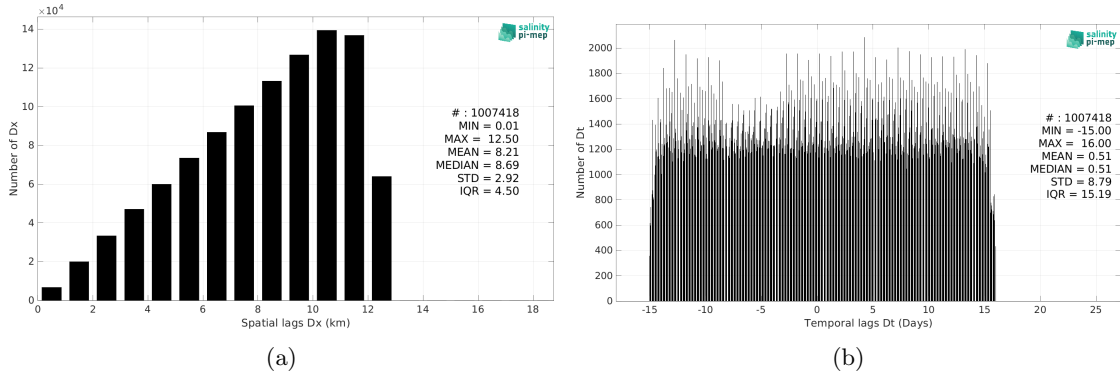 ×10⁴
14
12
10
8
6
4
2
0
0 2 4 6 8 10 12 14 16 18
Number of Dx
Spatial lags Dx (km)
salinity
pi-mep
# : 1007418
MIN = 0.01
MAX = 12.50
MEAN = 8.21
MEDIAN = 8.69
STD = 2.92
IQR = 4.50
(a)
2000
1800
1600
1400
1200
1000
800
600
400
200
0
-15 -10 -5 0 5 10 15 20 25
Number of Dt
Temporal lags Dt (Days)
salinity
pi-mep
# : 1007418
MIN = -15.00
MAX = 16.00
MEAN = 0.51
MEDIAN = 0.51
STD = 8.79
IQR = 15.19
(b)